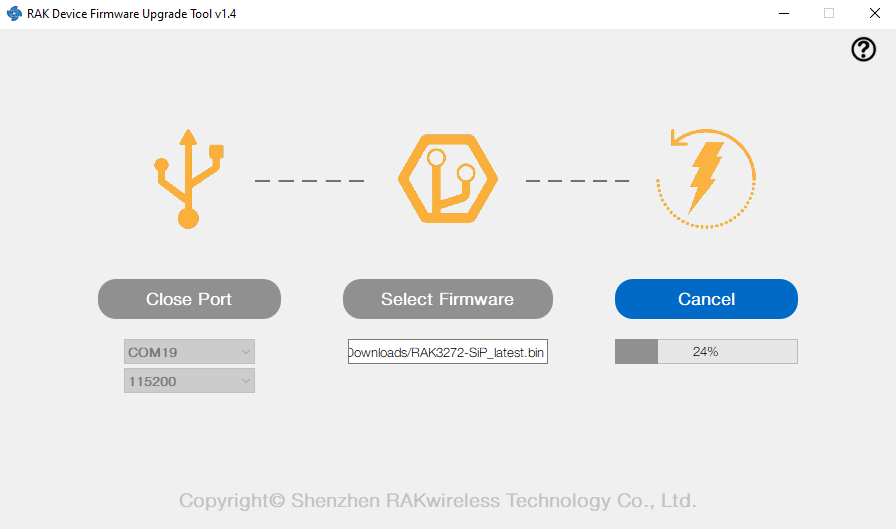 RAK Device Firmware Upgrade Tool v1.4
Close Port
Select Firmware
Cancel
COM19
Downloads/RAK3272-SiP_latest.bin
24%
115200
Copyright© Shenzhen RAKwireless Technology Co., Ltd.